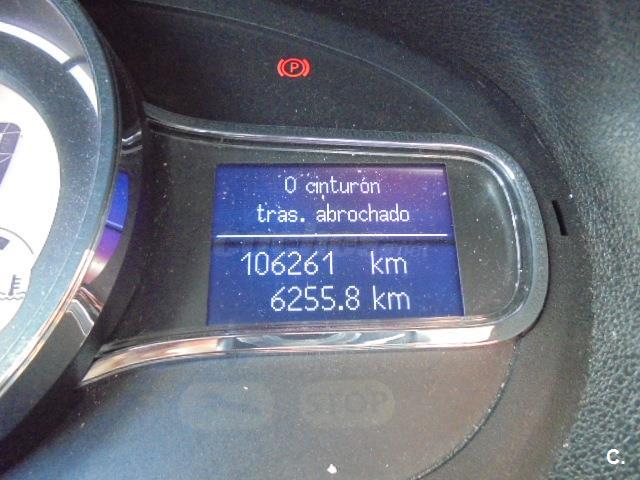 P
0 cinturón
tras. abrochado
106261 km
6255.8 km
STOP
C.